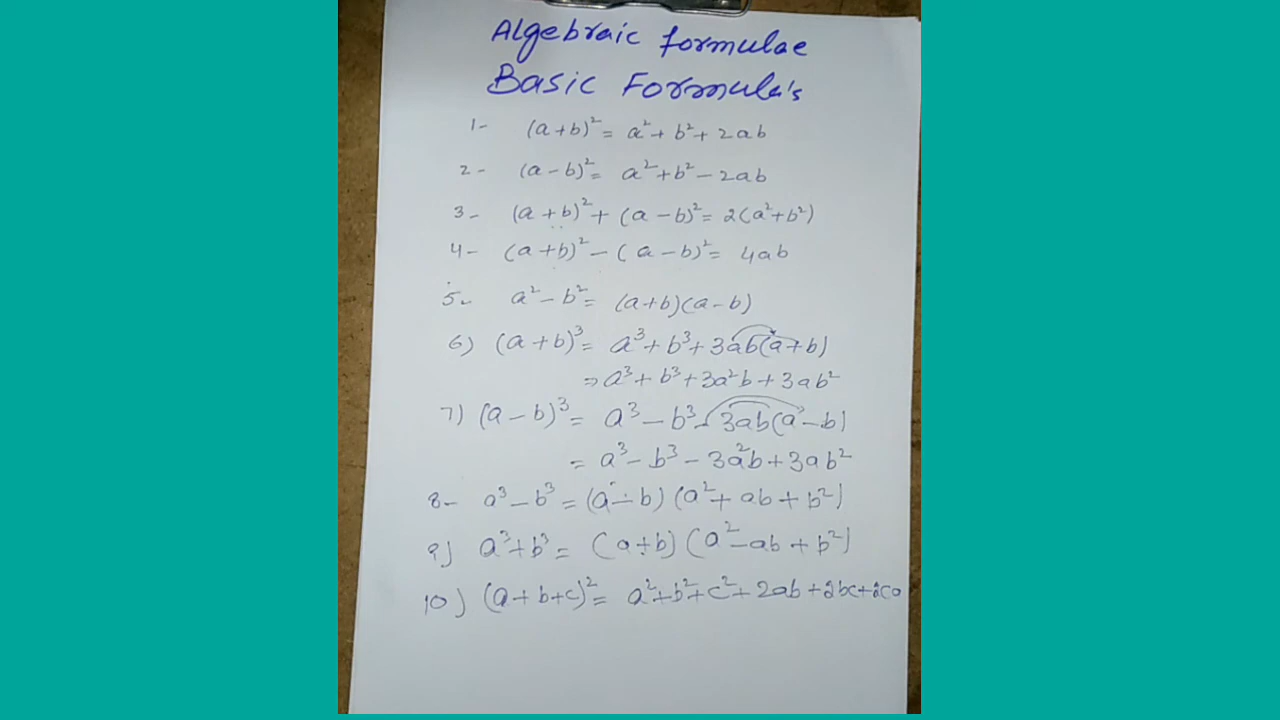 Algebraic formulae
Basic Formula's
1- (a+b)²= a²+ b²+ 2ab
2- (a-b)²= a²+b²-2ab
3- (a+b)²+(a-b)²= 2(a²+b²)
4- (a+b)²-(a-b)²= 4ab
5- a²-b²= (a+b)(a-b)
6) (a+b)³= a³+b³+3ab(a+b)
⇒ a³+b³+3a²b+3ab²
7) (a-b)³= a³-b³-3ab(a-b)
= a³-b³-3a²b+3ab²
8- a³-b³=(a-b)(a²+ab+b²)
9) a³+b³= (a+b)(a²-ab+b²)
10) (a+b+c)²= a²+b²+c²+2ab+2bc+2ca